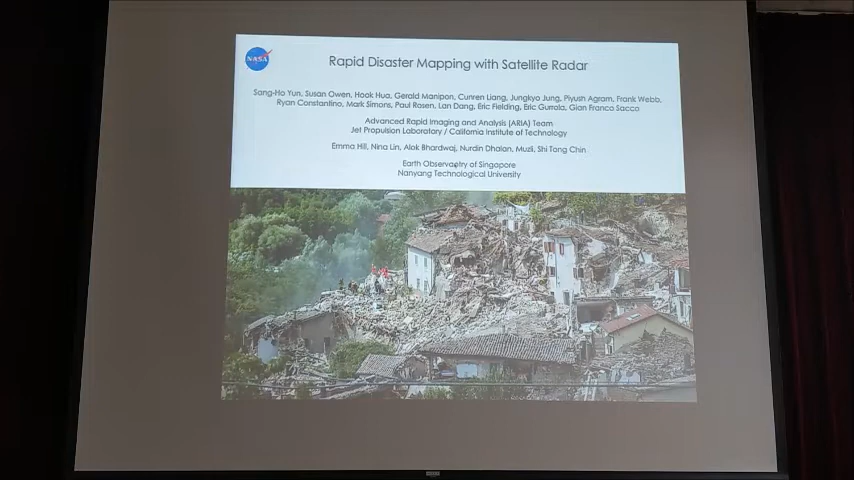 NASA
Rapid Disaster Mapping with Satellite Radar
Sang-Ho Yun, Susan Owen, Hook Hua, Gerald Manipon, Cunren Liang, Jungkyo Jung, Piyush Agram, Frank Webb,
Ryan Constantino, Mark Simons, Paul Rosen, Lan Dang, Eric Fielding, Eric Gurrola, Gian Franco Sacco
Advanced Rapid Imaging and Analysis (ARIA) Team
Jet Propulsion Laboratory / California Institute of Technology
Emma Hill, Nina Lin, Alok Bhardwaj, Nurdin Dhalan, Muzli, Shi Tong Chin
Earth Observatory of Singapore
Nanyang Technological University